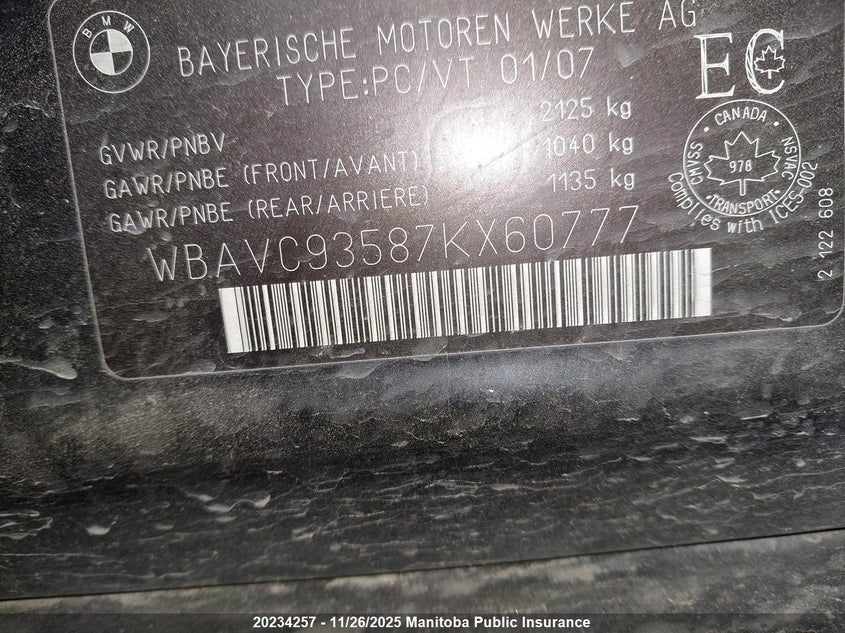 BMW
BAYERISCHE MOTOREN WERKE AG
TYPE:PC/VT 01/07
EC
GVWR/PNBV 2125 kg
GAWR/PNBE (FRONT/AVANT) 1040 kg
GAWR/PNBE (REAR/ARRIERE) 1135 kg
CANADA
CMVSS NSVAC
978
TRANSPORT
Complies with ICES-002
WBAVC93587KX60777
2 122 608
20234257 - 11/26/2025 Manitoba Public Insurance